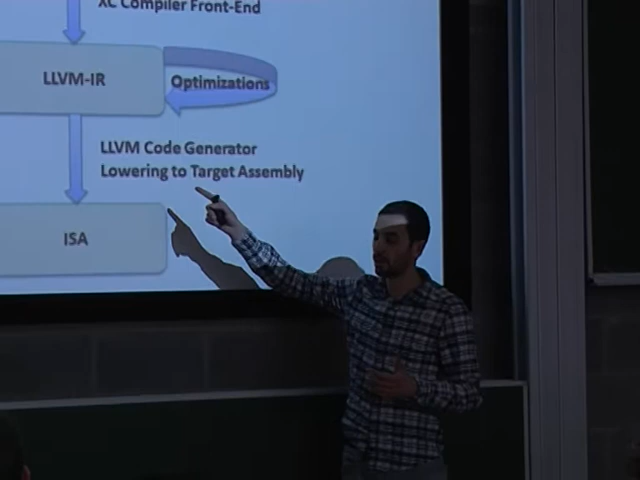 XC Compiler Front-End
LLVM-IR
Optimizations
LLVM Code Generator
Lowering to Target Assembly
ISA